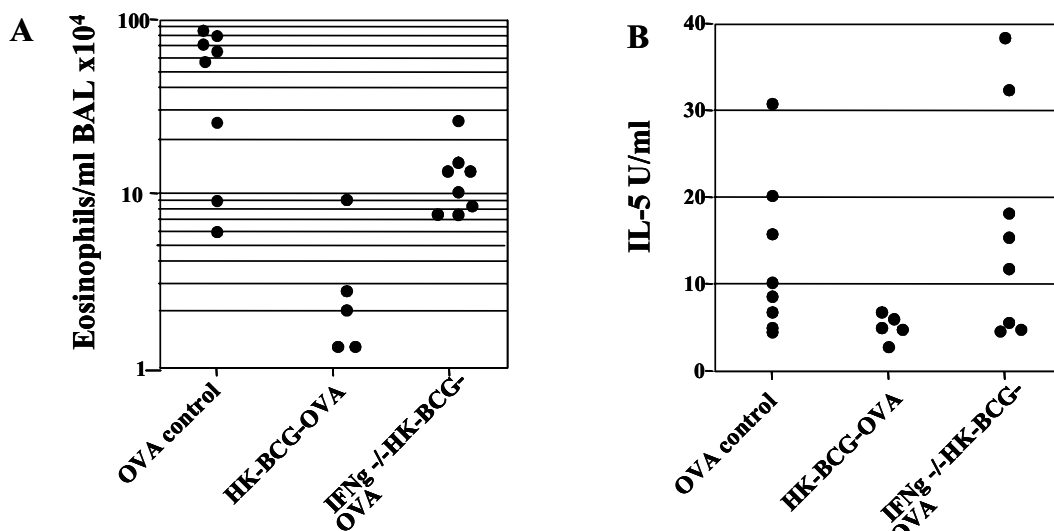 A
Eosinophils/ml BAL x10⁴
100
10
1
OVA control
HK-BCG-OVA
IFNg -/-HK-BCG-
OVA
B
IL-5 U/ml
40
30
20
10
0
OVA control
HK-BCG-OVA
IFNg -/-HK-BCG-
OVA